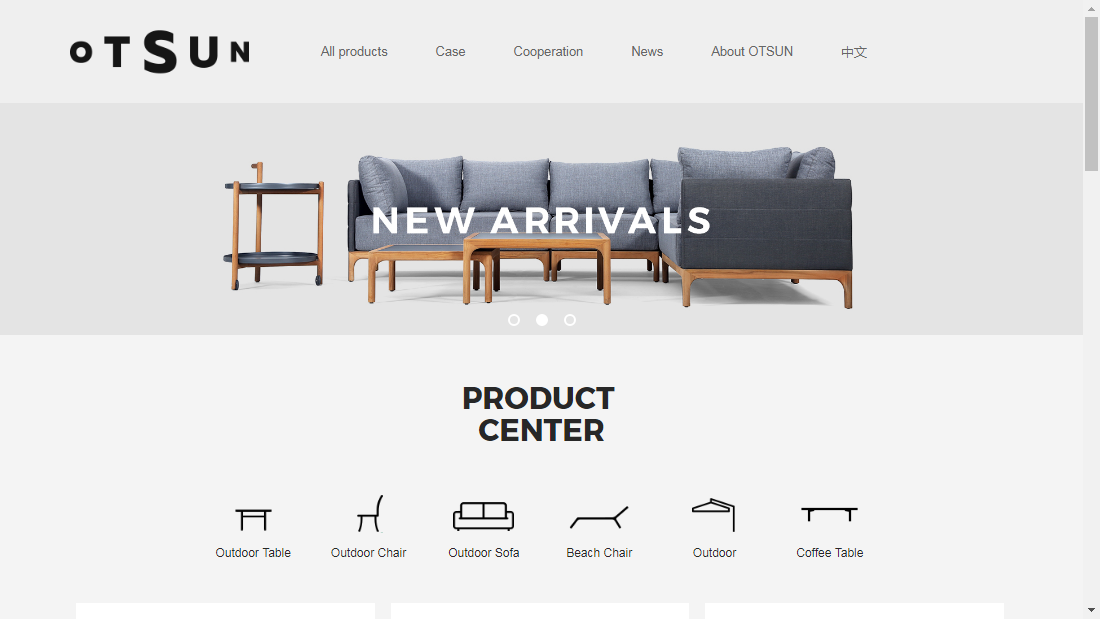 OTSUN
All products
Case
Cooperation
News
About OTSUN
中文
NEW ARRIVALS
PRODUCT
CENTER
Outdoor Table
Outdoor Chair
Outdoor Sofa
Beach Chair
Outdoor
Coffee Table